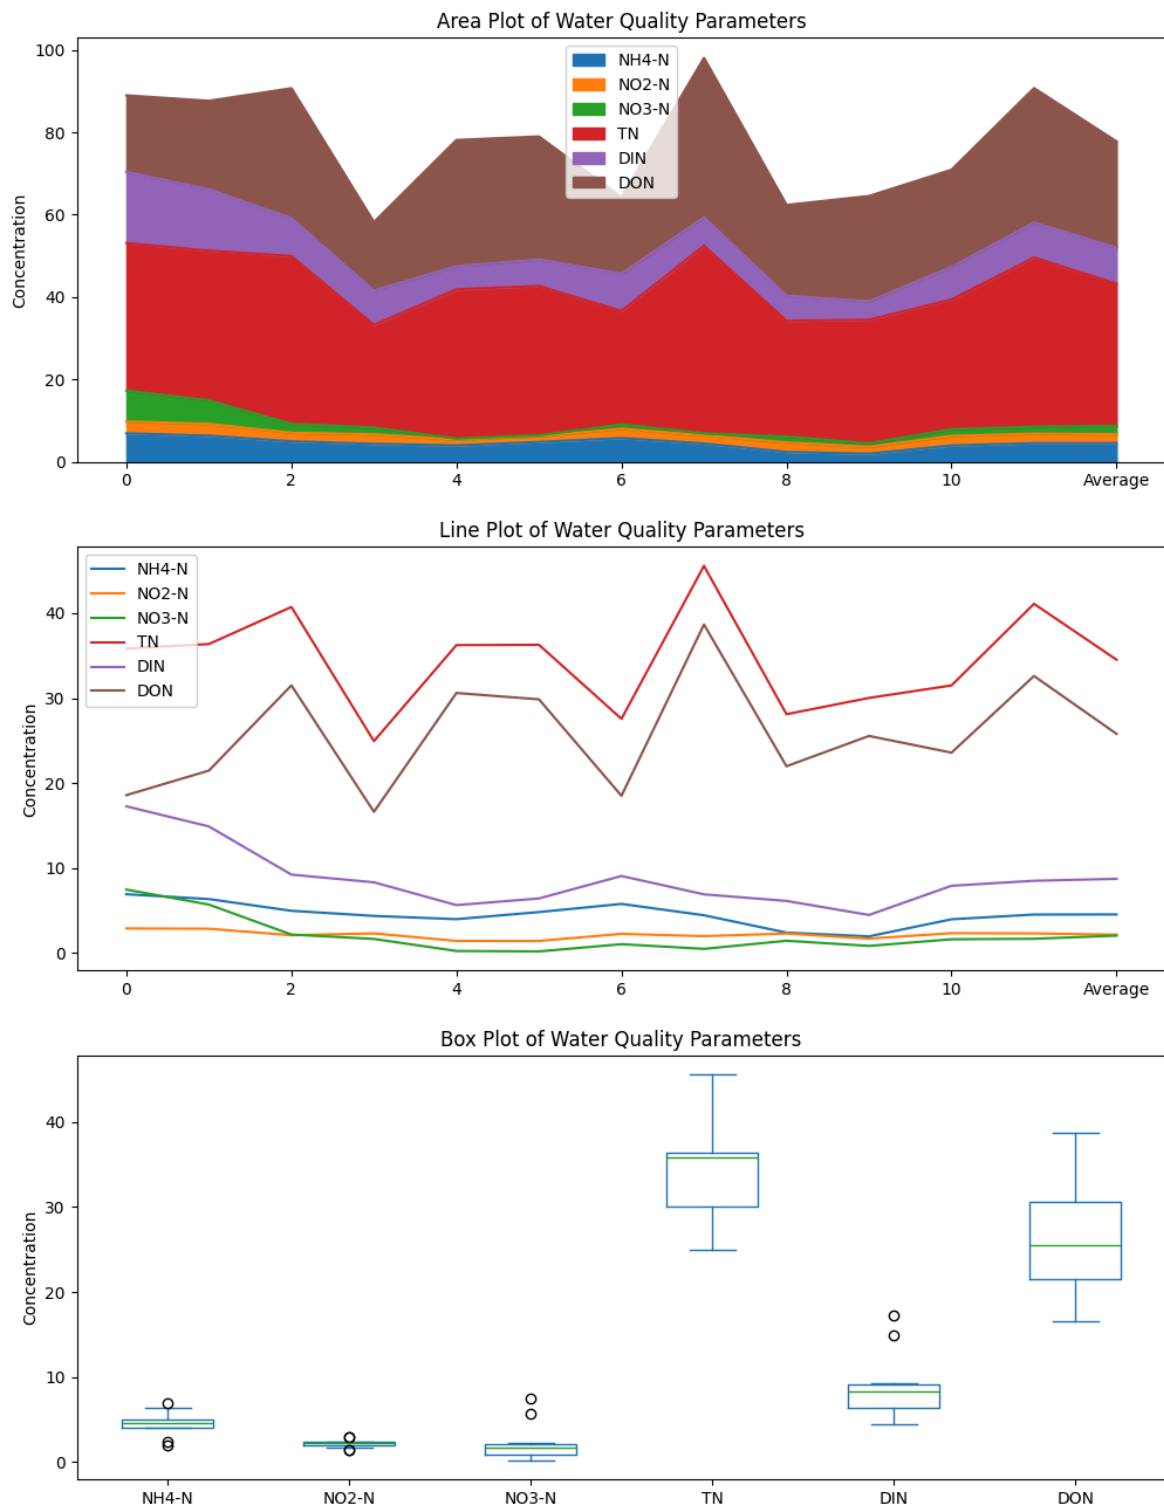 Area Plot of Water Quality Parameters
Concentration
100
80
60
40
20
0
NH4-N
NO2-N
NO3-N
TN
DIN
DON
0 2 4 6 8 10 Average
Line Plot of Water Quality Parameters
Concentration
40
30
20
10
0
NH4-N
NO2-N
NO3-N
TN
DIN
DON
0 2 4 6 8 10 Average
Box Plot of Water Quality Parameters
Concentration
40
30
20
10
0
NH4-N NO2-N NO3-N TN DIN DON